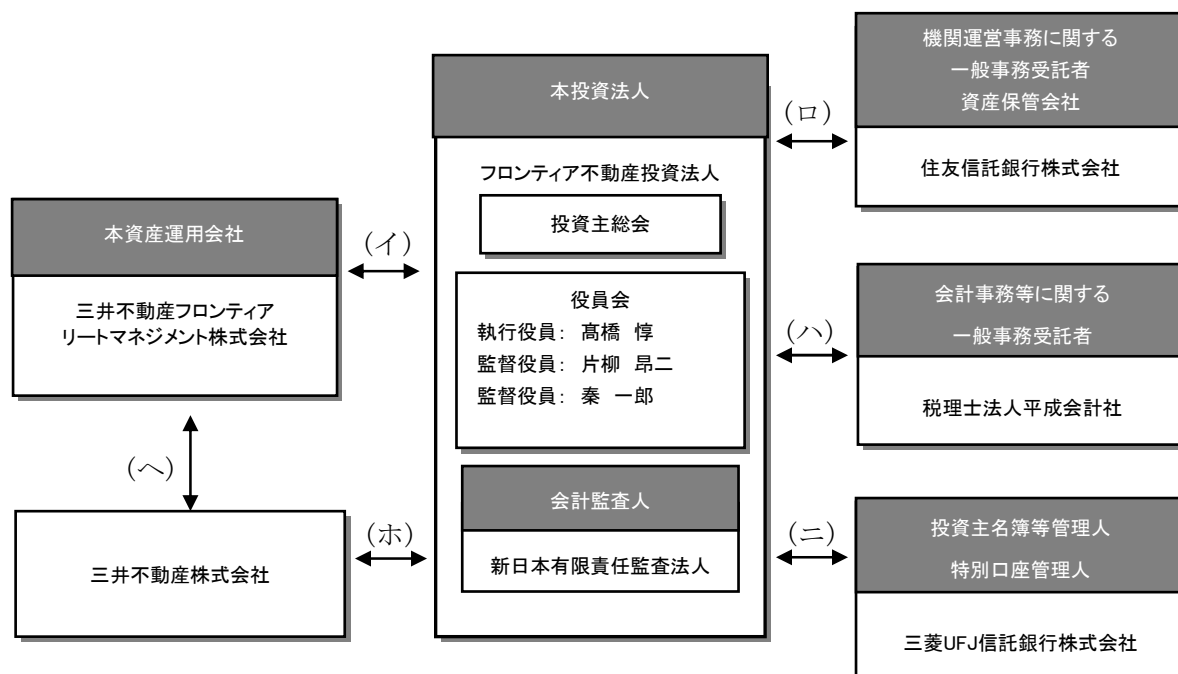 本資産運用会社
三井不動産フロンティア
リートマネジメント株式会社
(イ)
(ヘ)
三井不動産株式会社
(ホ)
本投資法人
フロンティア不動産投資法人
投資主総会
役員会
執行役員: 髙橋 惇
監督役員: 片柳 昂二
監督役員: 秦 一郎
会計監査人
新日本有限責任監査法人
(ロ)
機関運営事務に関する
一般事務受託者
資産保管会社
住友信託銀行株式会社
(ハ)
会計事務等に関する
一般事務受託者
税理士法人平成会計社
(ニ)
投資主名簿等管理人
特別口座管理人
三菱UFJ信託銀行株式会社